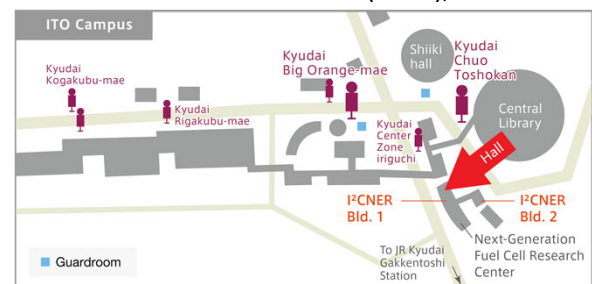 ITO Campus
Kyudai
Kogakubu-mae
Kyudai
Rigakubu-mae
Kyudai
Big Orange-mae
Shiiki
hall
Kyudai
Chuo
Toshokan
Central
Library
Kyudai
Center
Zone
iriguchi
Hall
I²CNER
Bld. 1
I²CNER
Bld. 2
Next-Generation
Fuel Cell Research
Center
To JR Kyudai
Gakkentoshi
Station
Guardroom